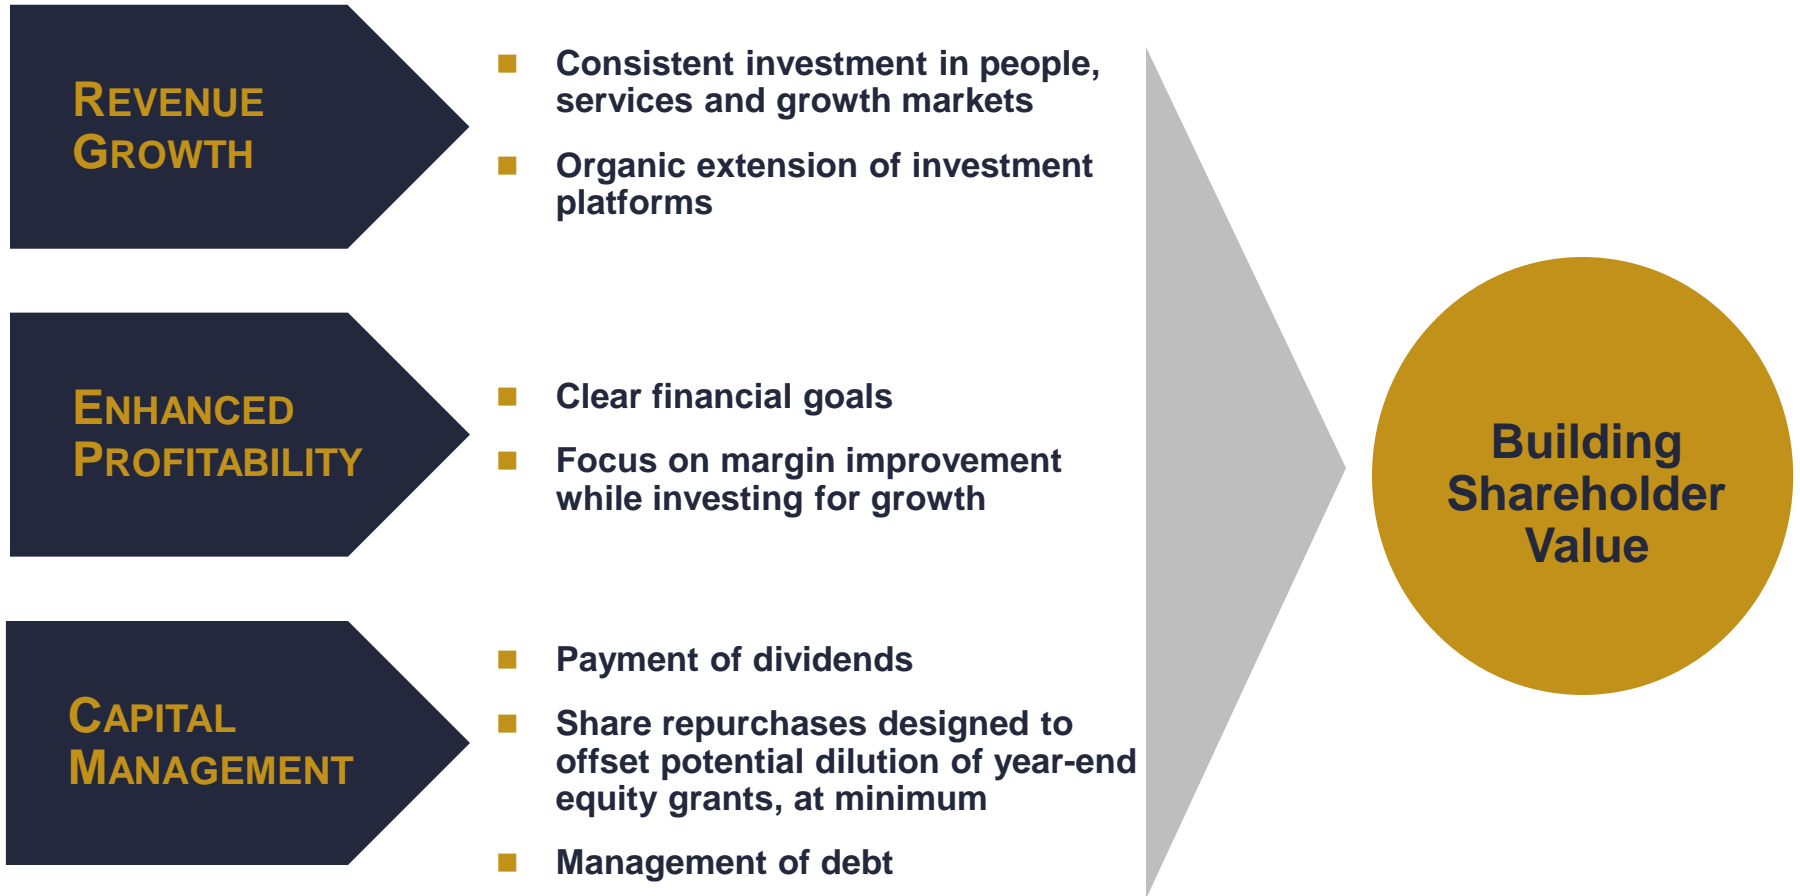 REVENUE
GROWTH
Consistent investment in people,
services and growth markets
Organic extension of investment
platforms
ENHANCED
PROFITABILITY
Clear financial goals
Focus on margin improvement
while investing for growth
CAPITAL
MANAGEMENT
Payment of dividends
Share repurchases designed to
offset potential dilution of year-end
equity grants, at minimum
Management of debt
Building
Shareholder
Value